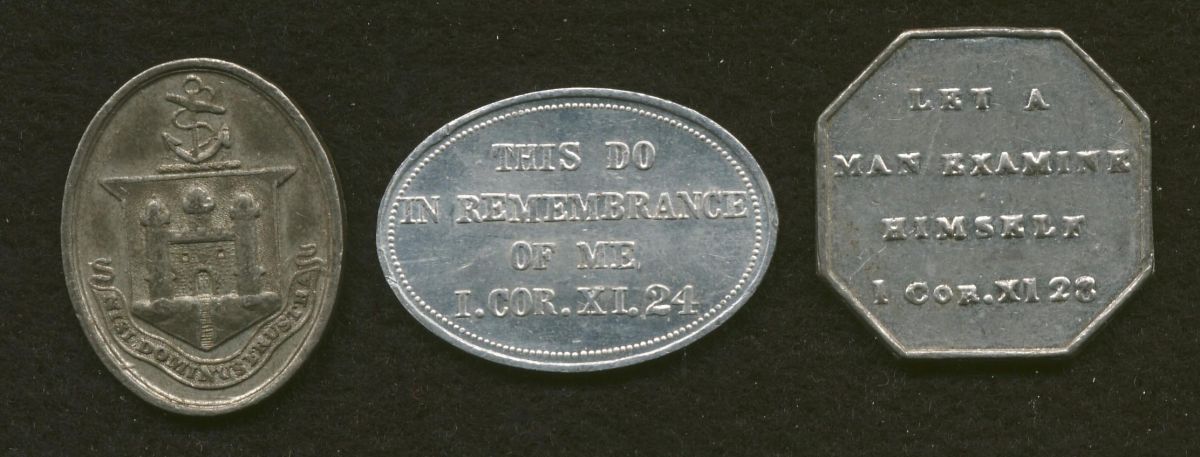 NISI DOMINUS FRUSTRA
THIS DO
IN REMEMBRANCE
OF ME.
I. COR. XI. 24
LET A
MAN EXAMINE
HIMSELF
I COR. XI 28